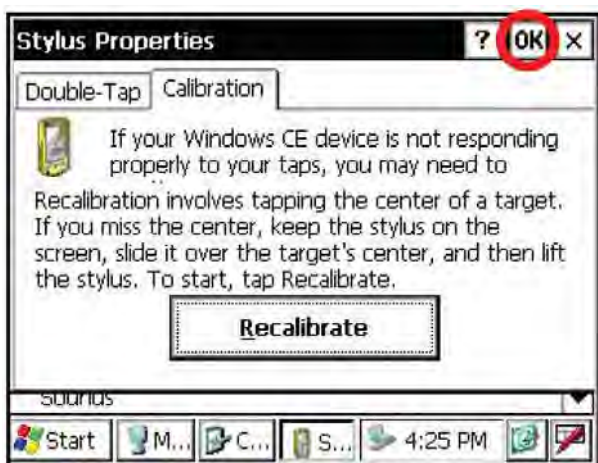 Stylus Properties ? OK ×
Double-Tap Calibration
If your Windows CE device is not responding
properly to your taps, you may need to
Recalibration involves tapping the center of a target.
If you miss the center, keep the stylus on the
screen, slide it over the target's center, and then lift
the stylus. To start, tap Recalibrate.
Recalibrate
Sounds
Start M... C... S... 4:25 PM